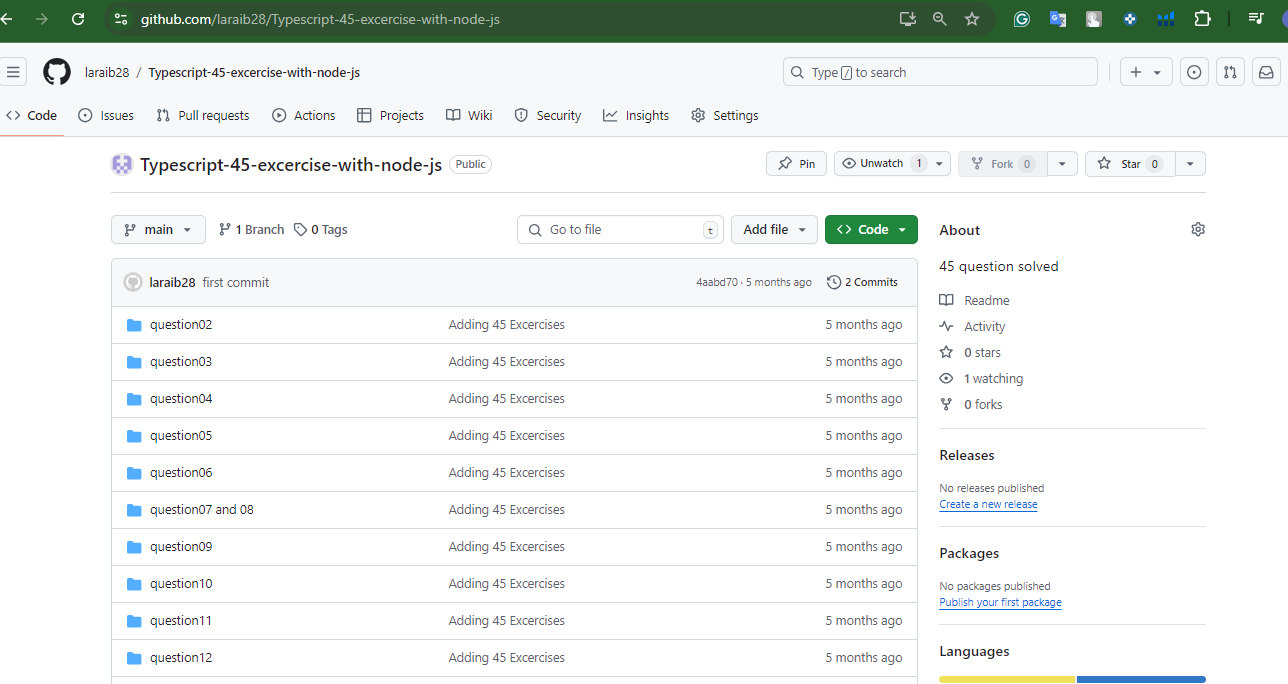 github.com/laraib28/Typescript-45-excercise-with-node-js
laraib28 / Typescript-45-excercise-with-node-js
Type / to search
Code Issues Pull requests Actions Projects Wiki Security Insights Settings
Typescript-45-excercise-with-node-js Public
Pin Unwatch 1 Fork 0 Star 0
main 1 Branch 0 Tags Go to file t Add file Code
laraib28 first commit 4aabd70 · 5 months ago 2 Commits
question02 Adding 45 Excercises 5 months ago
question03 Adding 45 Excercises 5 months ago
question04 Adding 45 Excercises 5 months ago
question05 Adding 45 Excercises 5 months ago
question06 Adding 45 Excercises 5 months ago
question07 and 08 Adding 45 Excercises 5 months ago
question09 Adding 45 Excercises 5 months ago
question10 Adding 45 Excercises 5 months ago
question11 Adding 45 Excercises 5 months ago
question12 Adding 45 Excercises 5 months ago
About
45 question solved
Readme
Activity
0 stars
1 watching
0 forks
Releases
No releases published
Create a new release
Packages
No packages published
Publish your first package
Languages